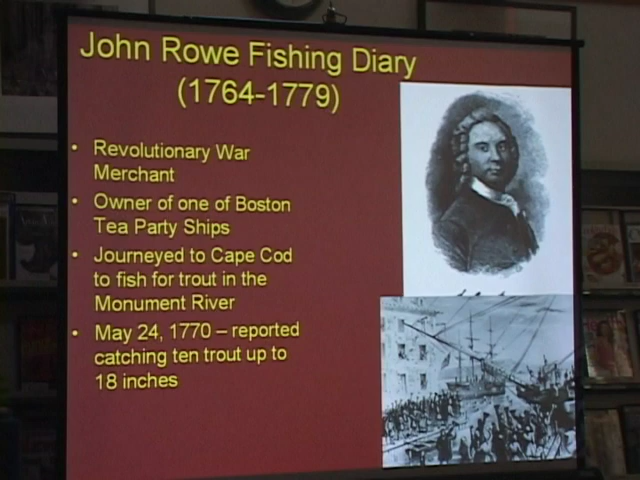 John Rowe Fishing Diary
(1764-1779)
• Revolutionary War
Merchant
• Owner of one of Boston
Tea Party Ships
• Journeyed to Cape Cod
to fish for trout in the
Monument River
• May 24, 1770 – reported
catching ten trout up to
18 inches